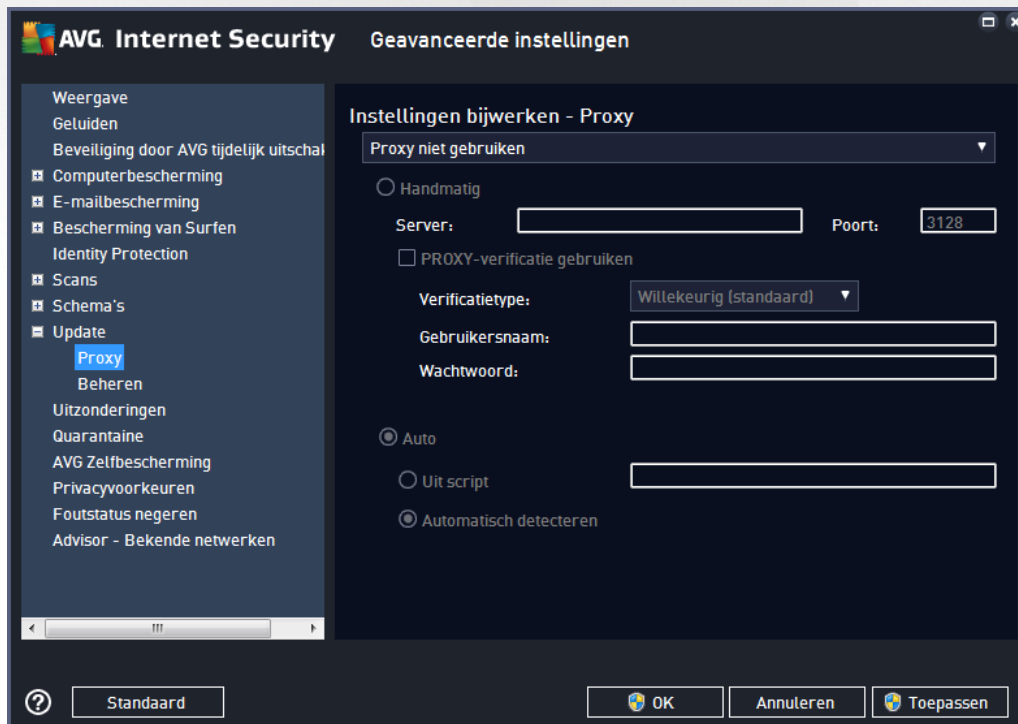 AVG. Internet Security
Geavanceerde instellingen
Weergave
Geluiden
Beveiliging door AVG tijdelijk uitschak
Computerbescherming
E-mailbescherming
Bescherming van Surfen
Identity Protection
Scans
Schema's
Update
Proxy
Beheren
Uitzonderingen
Quarantaine
AVG Zelfbescherming
Privacyvoorkeuren
Foutstatus negeren
Advisor - Bekende netwerken
Instellingen bijwerken - Proxy
Proxy niet gebruiken
Handmatig
Server: Poort: 3128
PROXY-verificatie gebruiken
Verificatietype: Willekeurig (standaard)
Gebruikersnaam:
Wachtwoord:
Auto
Uit script
Automatisch detecteren
Standaard
OK
Annuleren
Toepassen